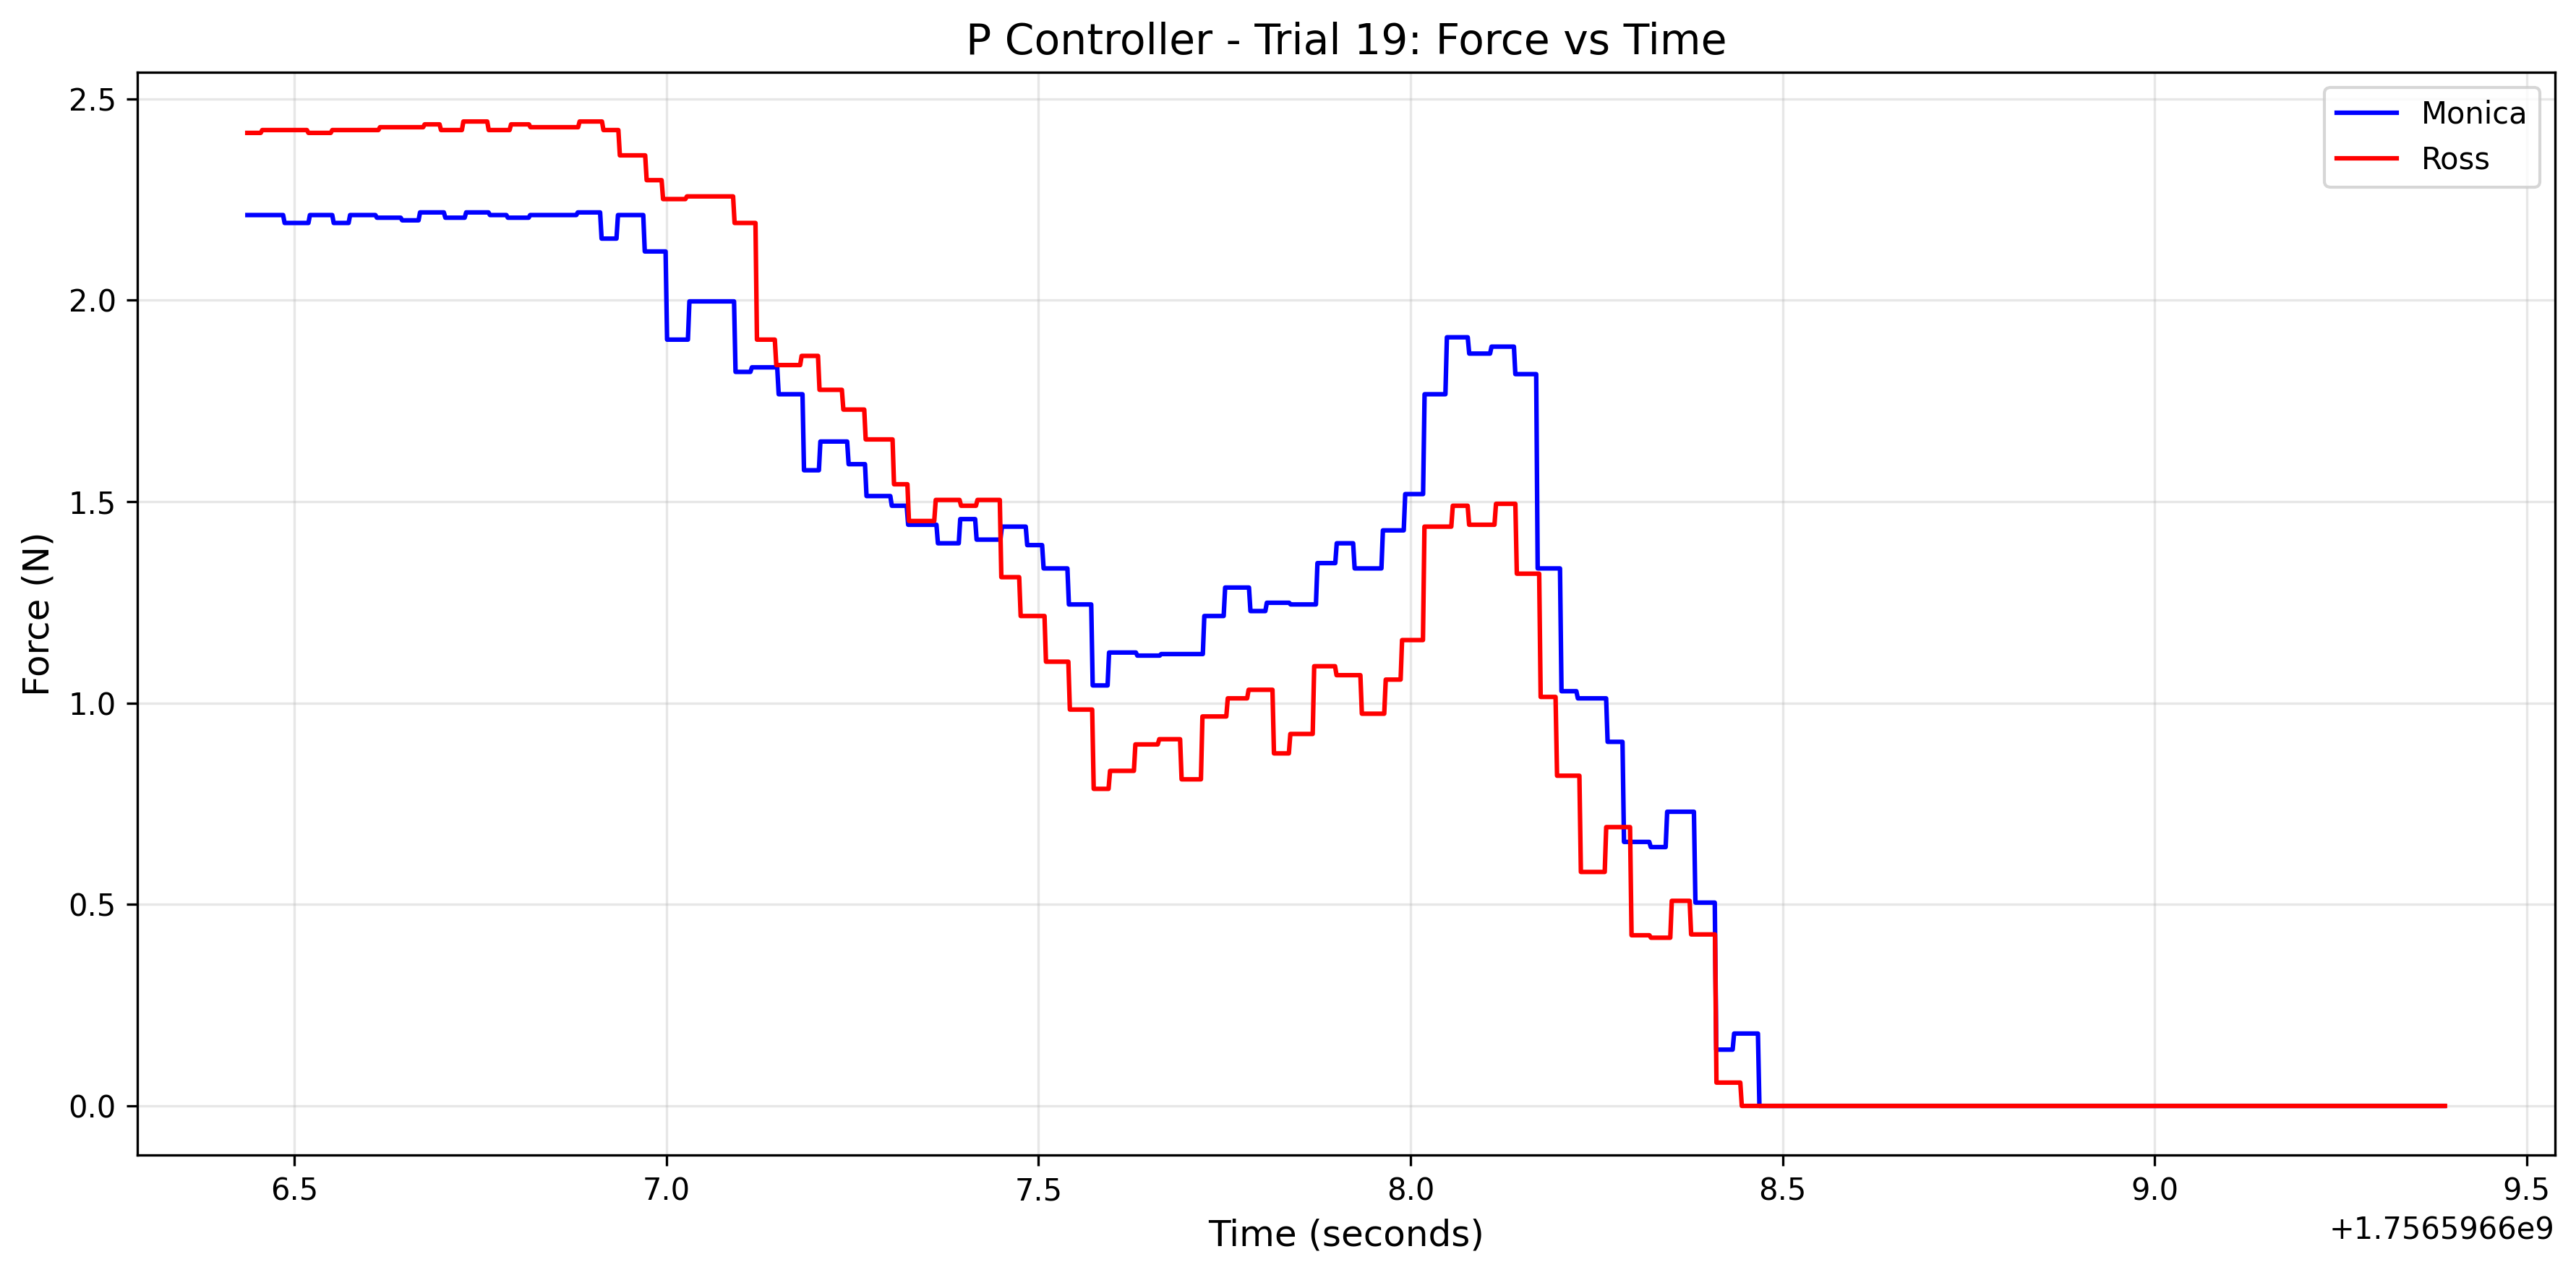 P Controller - Trial 19: Force vs Time
Monica
Ross
Force (N)
2.5
2.0
1.5
1.0
0.5
0.0
6.5 7.0 7.5 8.0 8.5 9.0 9.5
+1.7565966e9
Time (seconds)